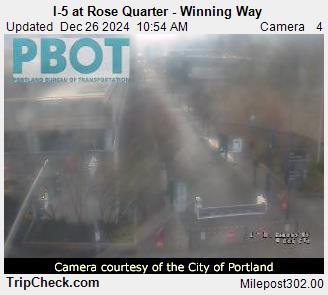 I-5 at Rose Quarter - Winning Way
Updated Dec 26 2024 10:54 AM Camera 4
PBOT
PORTLAND BUREAU OF TRANSPORTATION
Camera courtesy of the City of Portland
TripCheck.com Milepost302.00